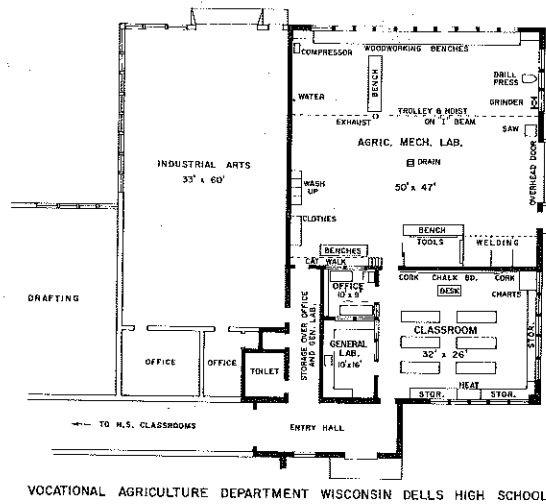 COMPRESSOR
WOODWORKING BENCHES
BENCH
DRILL
PRESS
WATER
TROLLEY & HOIST
GRINDER
EXHAUST
ON "I" BEAM
SAW
AGRIC. MECH. LAB.
INDUSTRIAL ARTS
33' x 60'
DRAIN
OVERHEAD DOOR
WASH
UP
50' x 47'
CLOTHES
BENCH
TOOLS
WELDING
BENCHES
CAT WALK
OFFICE
10' x 9'
CORK
CHALK BD.
CORK
DESK
CHARTS
DRAFTING
STORAGE OVER OFFICE
AND GEN. LAB.
STOR.
CLASSROOM
32' x 26'
GENERAL
LAB.
10' x 16'
OFFICE
OFFICE
TOILET
HEAT
STOR.
STOR.
← TO H.S. CLASSROOMS
ENTRY HALL
VOCATIONAL AGRICULTURE DEPARTMENT WISCONSIN DELLS HIGH SCHOOL